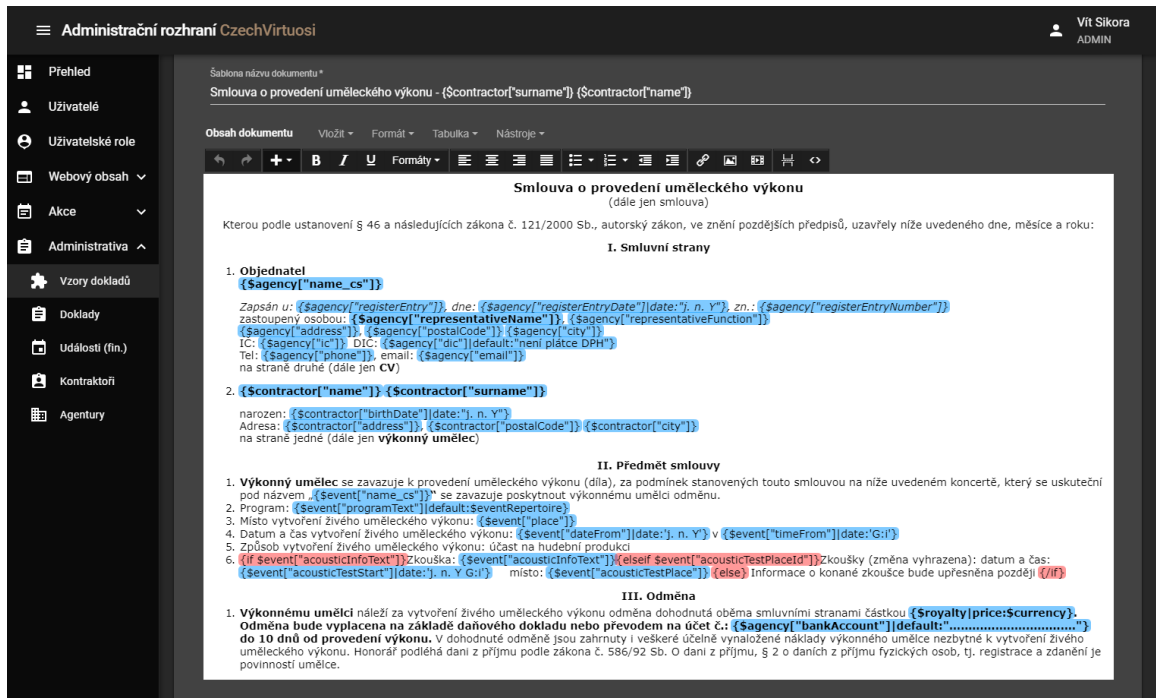 Administrační rozhraní CzechVirtuosi
Vít Sikora
ADMIN
Přehled
Uživatelé
Uživatelské role
Webový obsah
Akce
Administrativa
Vzory dokladů
Doklady
Události (fin.)
Kontraktoři
Agentury
Šablona názvu dokumentu *
Smlouva o provedení uměleckého výkonu - {$contractor["surname"]} {$contractor["name"]}
Obsah dokumentu Vložit Formát Tabulka Nástroje
B I U Formáty
Smlouva o provedení uměleckého výkonu
(dále jen smlouva)
Kterou podle ustanovení § 46 a následujících zákona č. 121/2000 Sb., autorský zákon, ve znění pozdějších předpisů, uzavřely níže uvedeného dne, měsíce a roku:
I. Smluvní strany
1. Objednatel
{$agency["name_cs"]}
Zapsán u: {$agency["registerEntry"]}, dne: {$agency["registerEntryDate"]|date:"j. n. Y"}, zn.: {$agency["registerEntryNumber"]}
zastoupený osobou: {$agency["representativeName"]}, {$agency["representativeFunction"]}
{$agency["address"]}, {$agency["postalCode"]} {$agency["city"]}
IČ: {$agency["ic"]} DIČ: {$agency["dic"]|default:"není plátce DPH"}
Tel: {$agency["phone"]}, email: {$agency["email"]}
na straně druhé (dále jen CV)
2. {$contractor["name"]} {$contractor["surname"]}
narozen: {$contractor["birthDate"]|date:"j. n. Y"}
Adresa: {$contractor["address"]}, {$contractor["postalCode"]} {$contractor["city"]}
na straně jedné (dále jen výkonný umělec)
II. Předmět smlouvy
1. Výkonný umělec se zavazuje k provedení uměleckého výkonu (díla), za podmínek stanovených touto smlouvou na níže uvedeném koncertě, který se uskuteční
pod názvem „{$event["name_cs"]}“ se zavazuje poskytnout výkonnému umělci odměnu.
2. Program: {$event["programText"]|default:$eventRepertoire}
3. Místo vytvoření živého uměleckého výkonu: {$event["place"]}
4. Datum a čas vytvoření živého uměleckého výkonu: {$event["dateFrom"]|date:'j. n. Y'} v {$event["timeFrom"]|date:'G:i'}
5. Způsob vytvoření živého uměleckého výkonu: účast na hudební produkci
6. {if $event["acousticInfoText"]}Zkouška: {$event["acousticInfoText"]}{elseif $event["acousticTestPlaceId"]}Zkoušky (změna vyhrazena): datum a čas:
{$event["acousticTestStart"]|date:'j. n. Y G:i'} místo: {$event["acousticTestPlace"]} {else} Informace o konané zkoušce bude upřesněna později {/if}
III. Odměna
1. Výkonnému umělci náleží za vytvoření živého uměleckého výkonu odměna dohodnutá oběma smluvními stranami částkou {$royalty|price:$currency}.
Odměna bude vyplacena na základě daňového dokladu nebo převodem na účet č.: {$agency["bankAccount"]|default:"................................."}
do 10 dnů od provedení výkonu. V dohodnuté odměně jsou zahrnuty i veškeré účelně vynaložené náklady výkonného umělce nezbytné k vytvoření živého
uměleckého výkonu. Honorář podléhá dani z příjmu podle zákona č. 586/92 Sb. O dani z příjmu, § 2 o daních z příjmu fyzických osob, tj. registrace a zdanění je
povinností umělce.